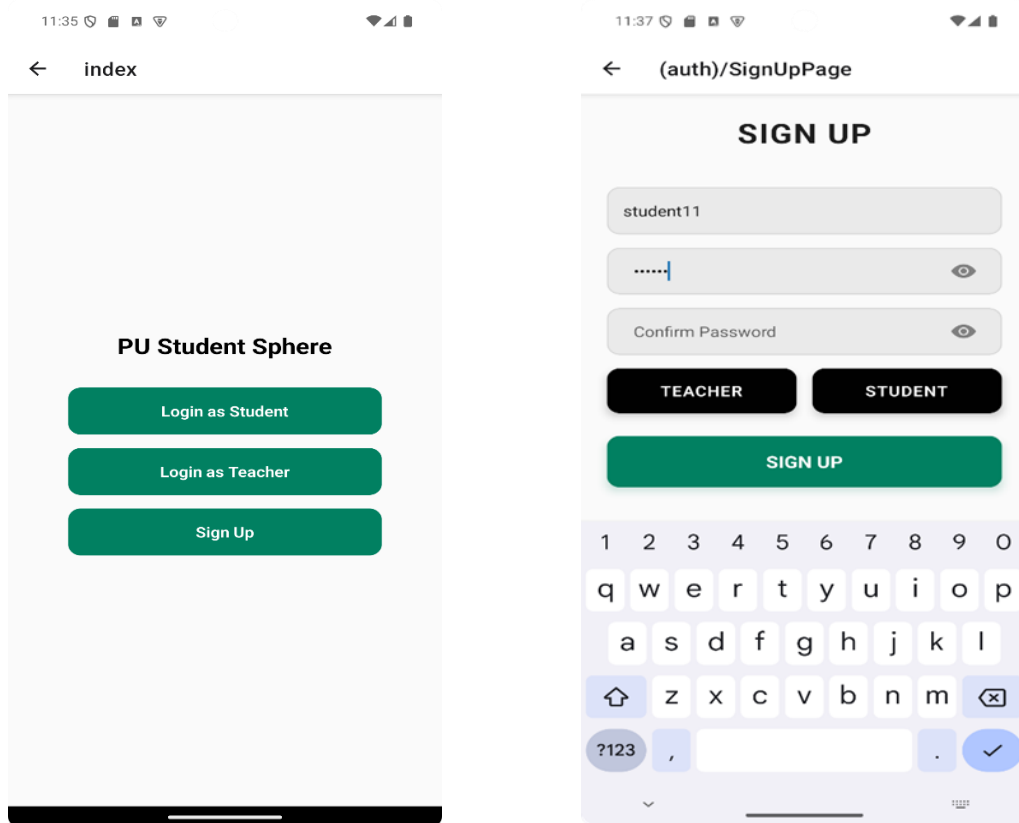 11:35
index
PU Student Sphere
Login as Student
Login as Teacher
Sign Up
11:37
(auth)/SignUpPage
SIGN UP
student11
••••••
Confirm Password
TEACHER STUDENT
SIGN UP
1 2 3 4 5 6 7 8 9 0
q w e r t y u i o p
a s d f g h j k l
z x c v b n m
?123 , .